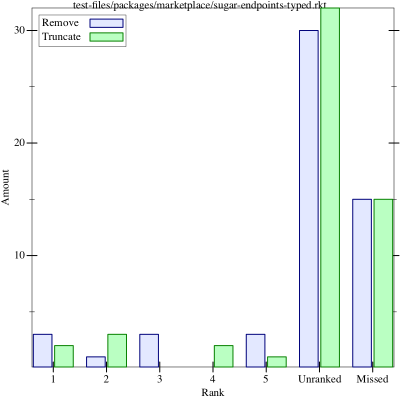 test-files/packages/marketplace/sugar-endpoints-typed.rkt
Remove
Truncate
30
20
10
Amount
1 2 3 4 5 Unranked Missed
Rank